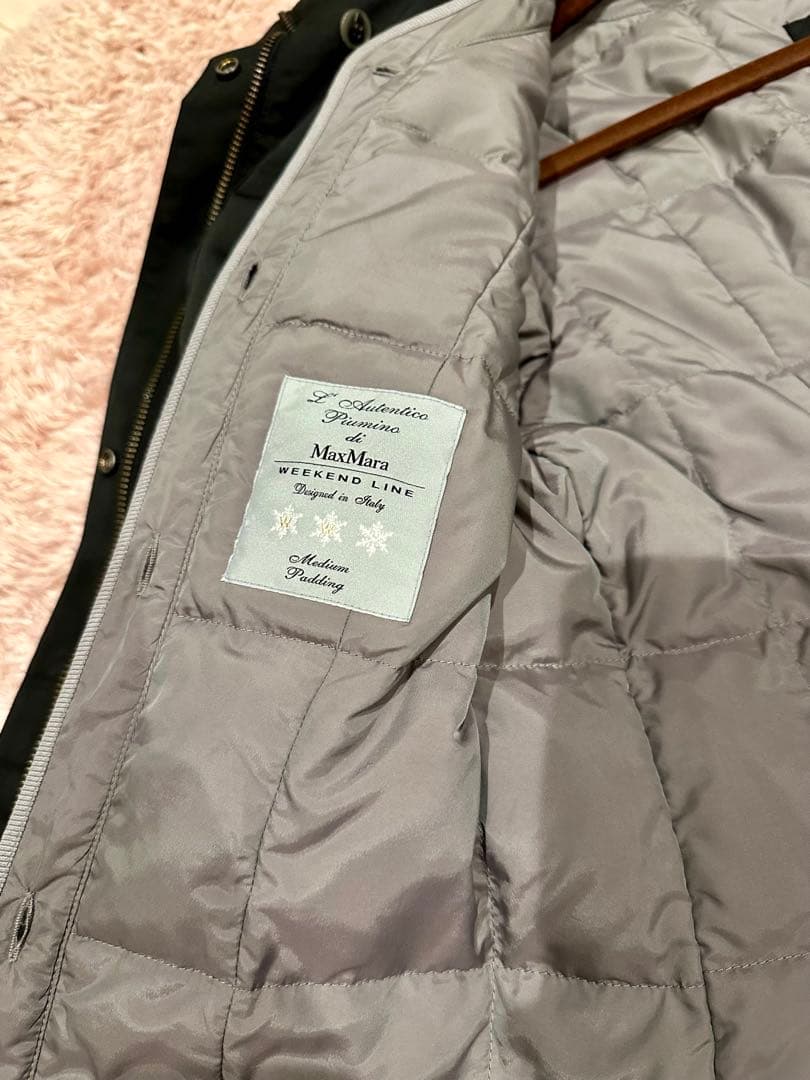 L' Autentico
Piumino
di
MaxMara
WEEKEND LINE
Designed in Italy
W W
Medium
Padding